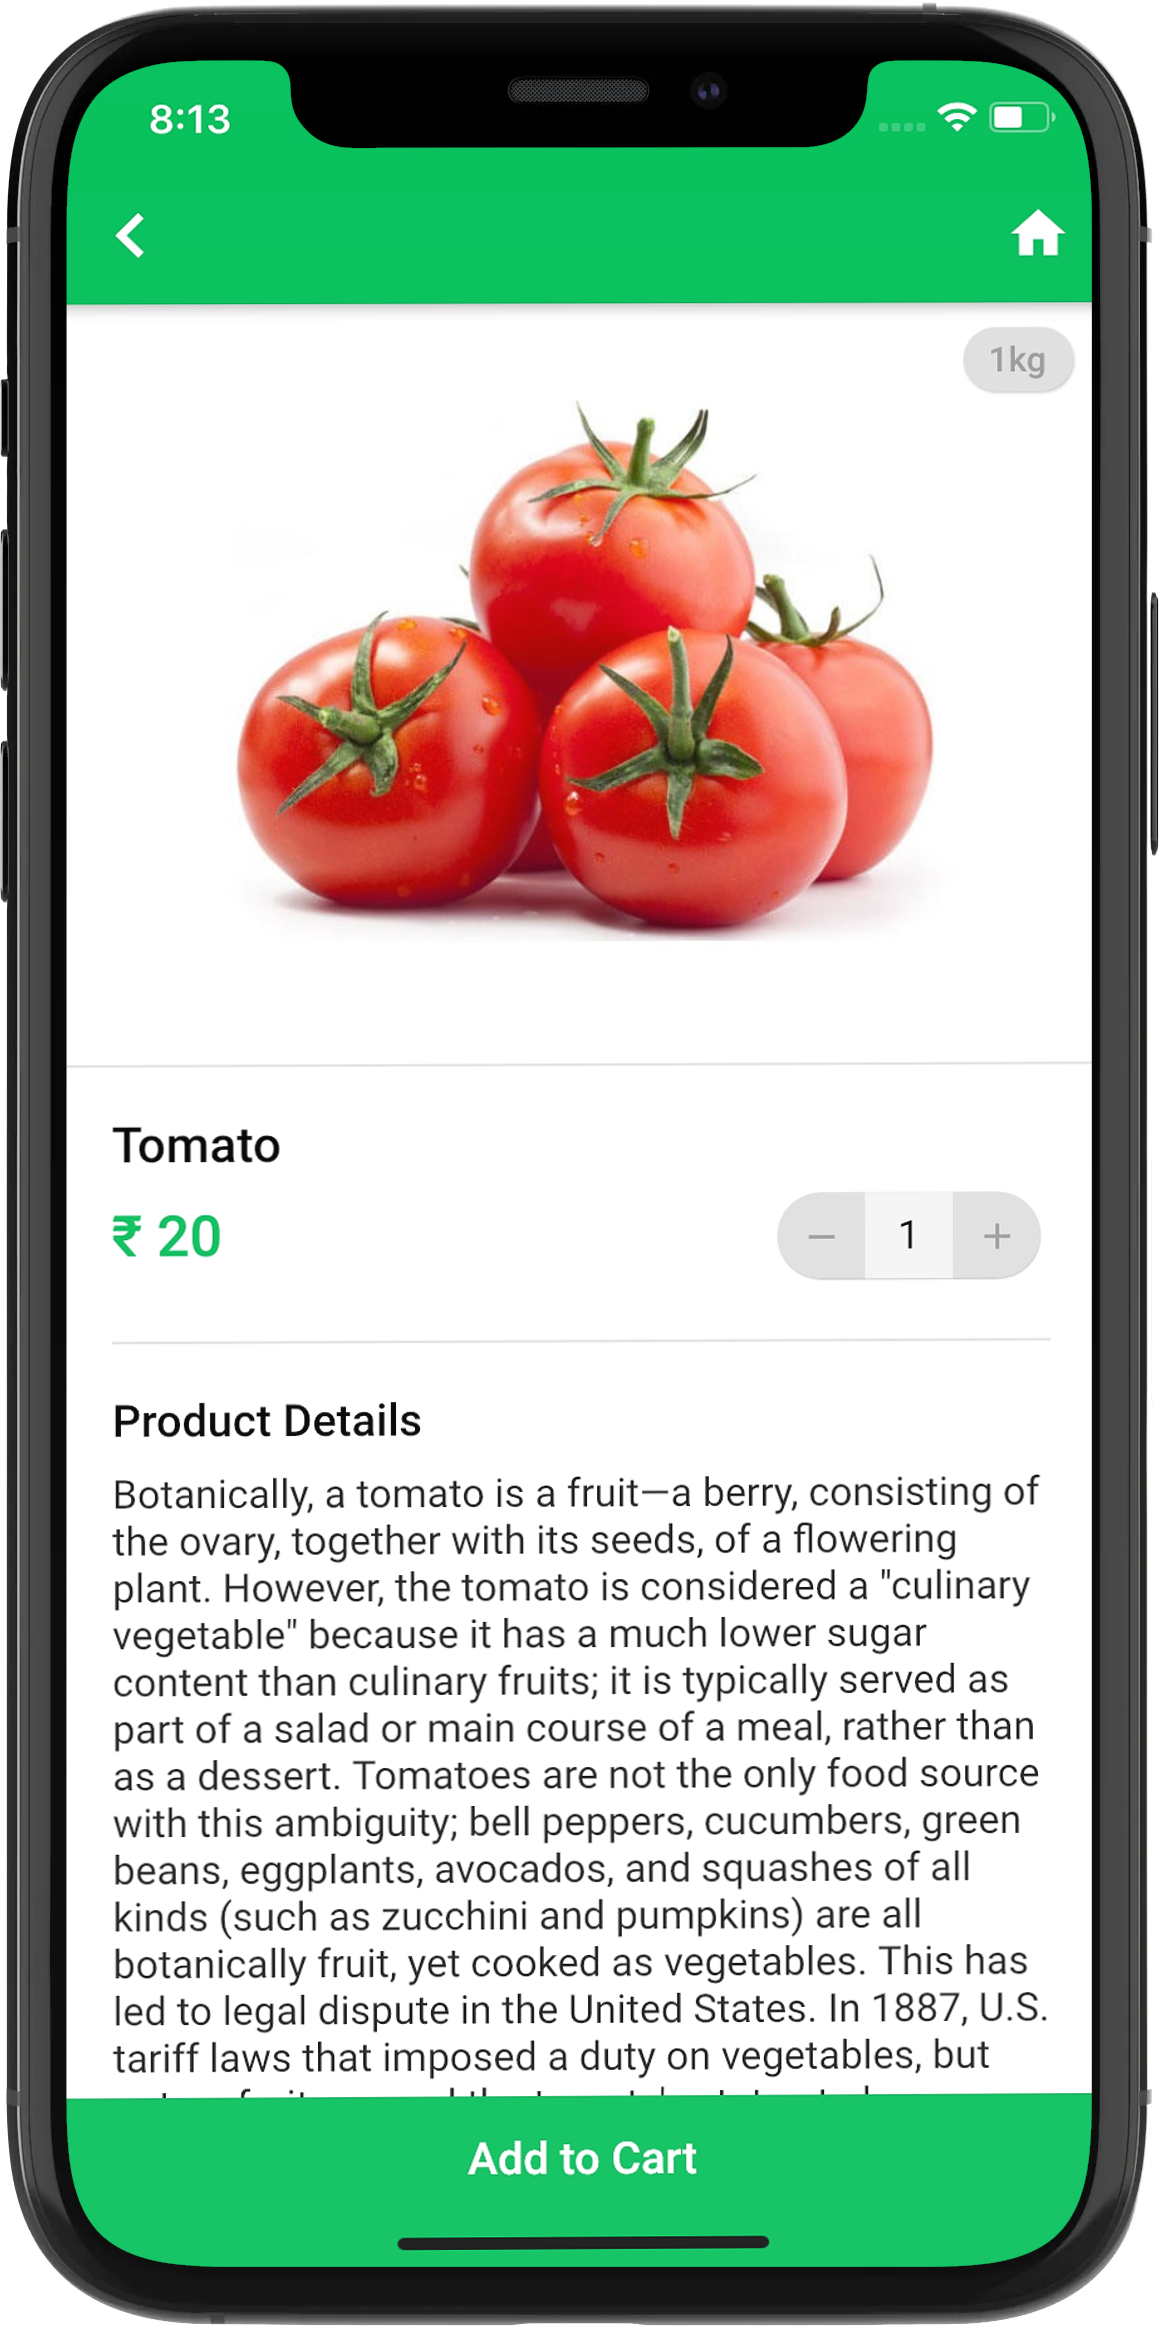 8:13
1kg
Tomato
₹ 20
1
Product Details
Botanically, a tomato is a fruit—a berry, consisting of
the ovary, together with its seeds, of a flowering
plant. However, the tomato is considered a "culinary
vegetable" because it has a much lower sugar
content than culinary fruits; it is typically served as
part of a salad or main course of a meal, rather than
as a dessert. Tomatoes are not the only food source
with this ambiguity; bell peppers, cucumbers, green
beans, eggplants, avocados, and squashes of all
kinds (such as zucchini and pumpkins) are all
botanically fruit, yet cooked as vegetables. This has
led to legal dispute in the United States. In 1887, U.S.
tariff laws that imposed a duty on vegetables, but
Add to Cart